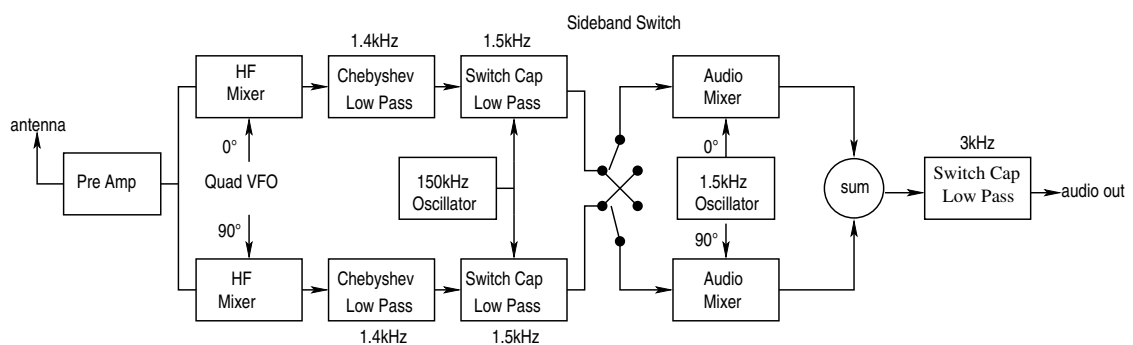 Sideband Switch
1.4kHz
1.5kHz
HF
Mixer
Chebyshev
Low Pass
Switch Cap
Low Pass
Audio
Mixer
antenna
0°
0°
3kHz
Pre Amp
Quad VFO
150kHz
Oscillator
1.5kHz
Oscillator
sum
Switch Cap
Low Pass
audio out
90°
90°
HF
Mixer
Chebyshev
Low Pass
Switch Cap
Low Pass
Audio
Mixer
1.4kHz
1.5kHz